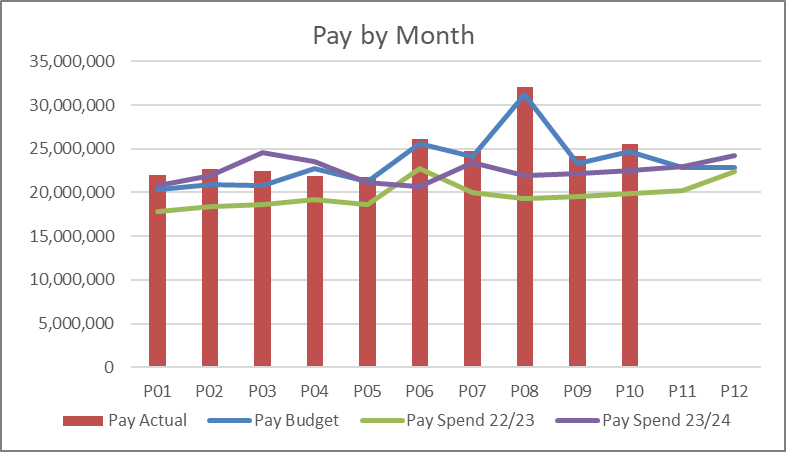 Pay by Month
35,000,000
30,000,000
25,000,000
20,000,000
15,000,000
10,000,000
5,000,000
0
P01 P02 P03 P04 P05 P06 P07 P08 P09 P10 P11 P12
Pay Actual Pay Budget Pay Spend 22/23 Pay Spend 23/24